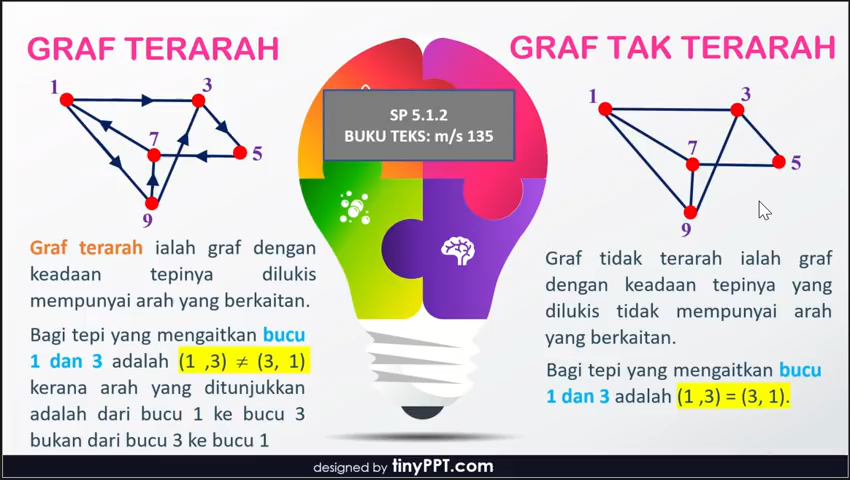 GRAF TERARAH
1
3
7
5
9
Graf terarah ialah graf dengan
keadaan tepinya dilukis
mempunyai arah yang berkaitan.
Bagi tepi yang mengaitkan bucu
1 dan 3 adalah (1 ,3) ≠ (3, 1)
kerana arah yang ditunjukkan
adalah dari bucu 1 ke bucu 3
bukan dari bucu 3 ke bucu 1
SP 5.1.2
BUKU TEKS: m/s 135
GRAF TAK TERARAH
1
3
7
5
9
Graf tidak terarah ialah graf
dengan keadaan tepinya yang
dilukis tidak mempunyai arah
yang berkaitan.
Bagi tepi yang mengaitkan bucu
1 dan 3 adalah (1 ,3) = (3, 1).
designed by tinyPPT.com